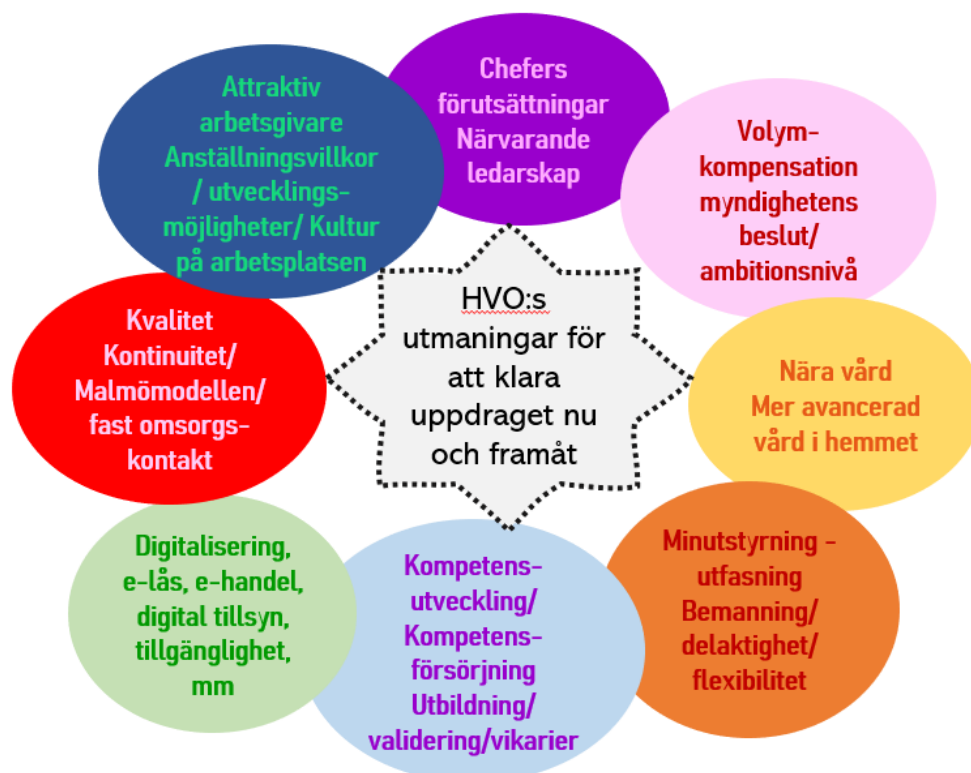 Chefers
förutsättningar
Närvarande
ledarskap
Attraktiv
arbetsgivare
Anställningsvillkor
/ utvecklings-
möjligheter/ Kultur
på arbetsplatsen
Volym-
kompensation
myndighetens
beslut/
ambitionsnivå
HVO:s
utmaningar för
att klara
uppdraget nu
och framåt
Kvalitet
Kontinuitet/
Malmömodellen/
fast omsorgs-
kontakt
Nära vård
Mer avancerad
vård i hemmet
Digitalisering,
e-lås, e-handel,
digital tillsyn,
tillgänglighet,
mm
Kompetens-
utveckling/
Kompetens-
försörjning
Utbildning/
validering/vikarier
Minutstyrning -
utfasning
Bemanning/
delaktighet/
flexibilitet